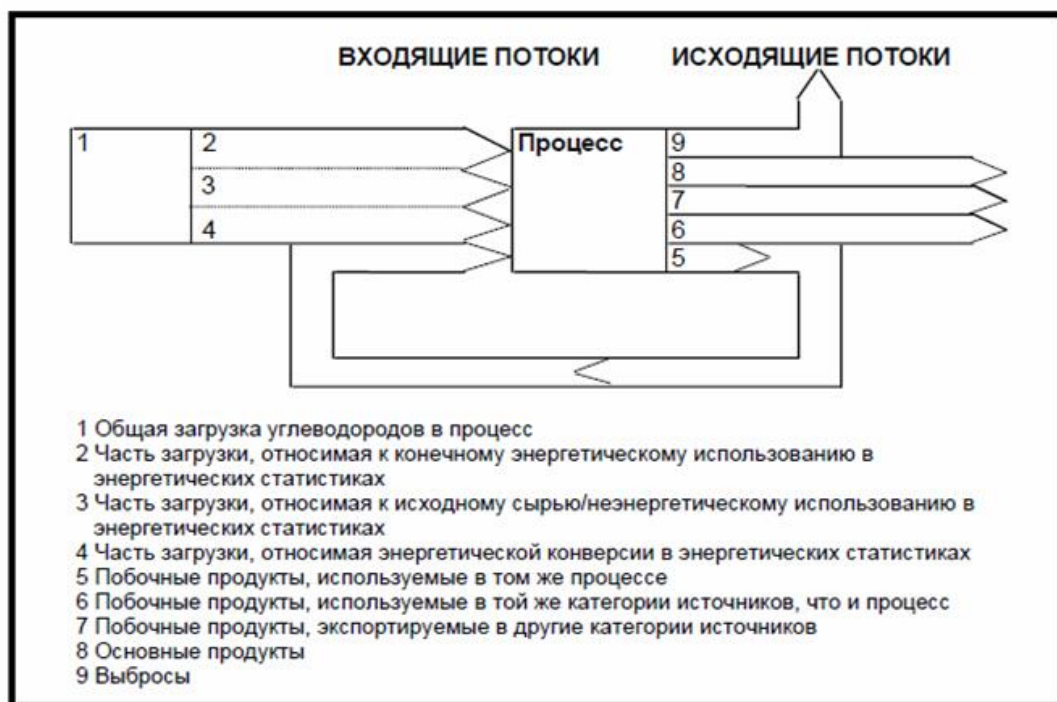 ВХОДЯЩИЕ ПОТОКИ ИСХОДЯЩИЕ ПОТОКИ
1 2 Процесс 9
8
3 7
4 6
5
1 Общая загрузка углеводородов в процесс
2 Часть загрузки, относимая к конечному энергетическому использованию в
энергетических статистиках
3 Часть загрузки, относимая к исходному сырью/неэнергетическому использованию в
энергетических статистиках
4 Часть загрузки, относимая энергетической конверсии в энергетических статистиках
5 Побочные продукты, используемые в том же процессе
6 Побочные продукты, используемые в той же категории источников, что и процесс
7 Побочные продукты, экспортируемые в другие категории источников
8 Основные продукты
9 Выбросы